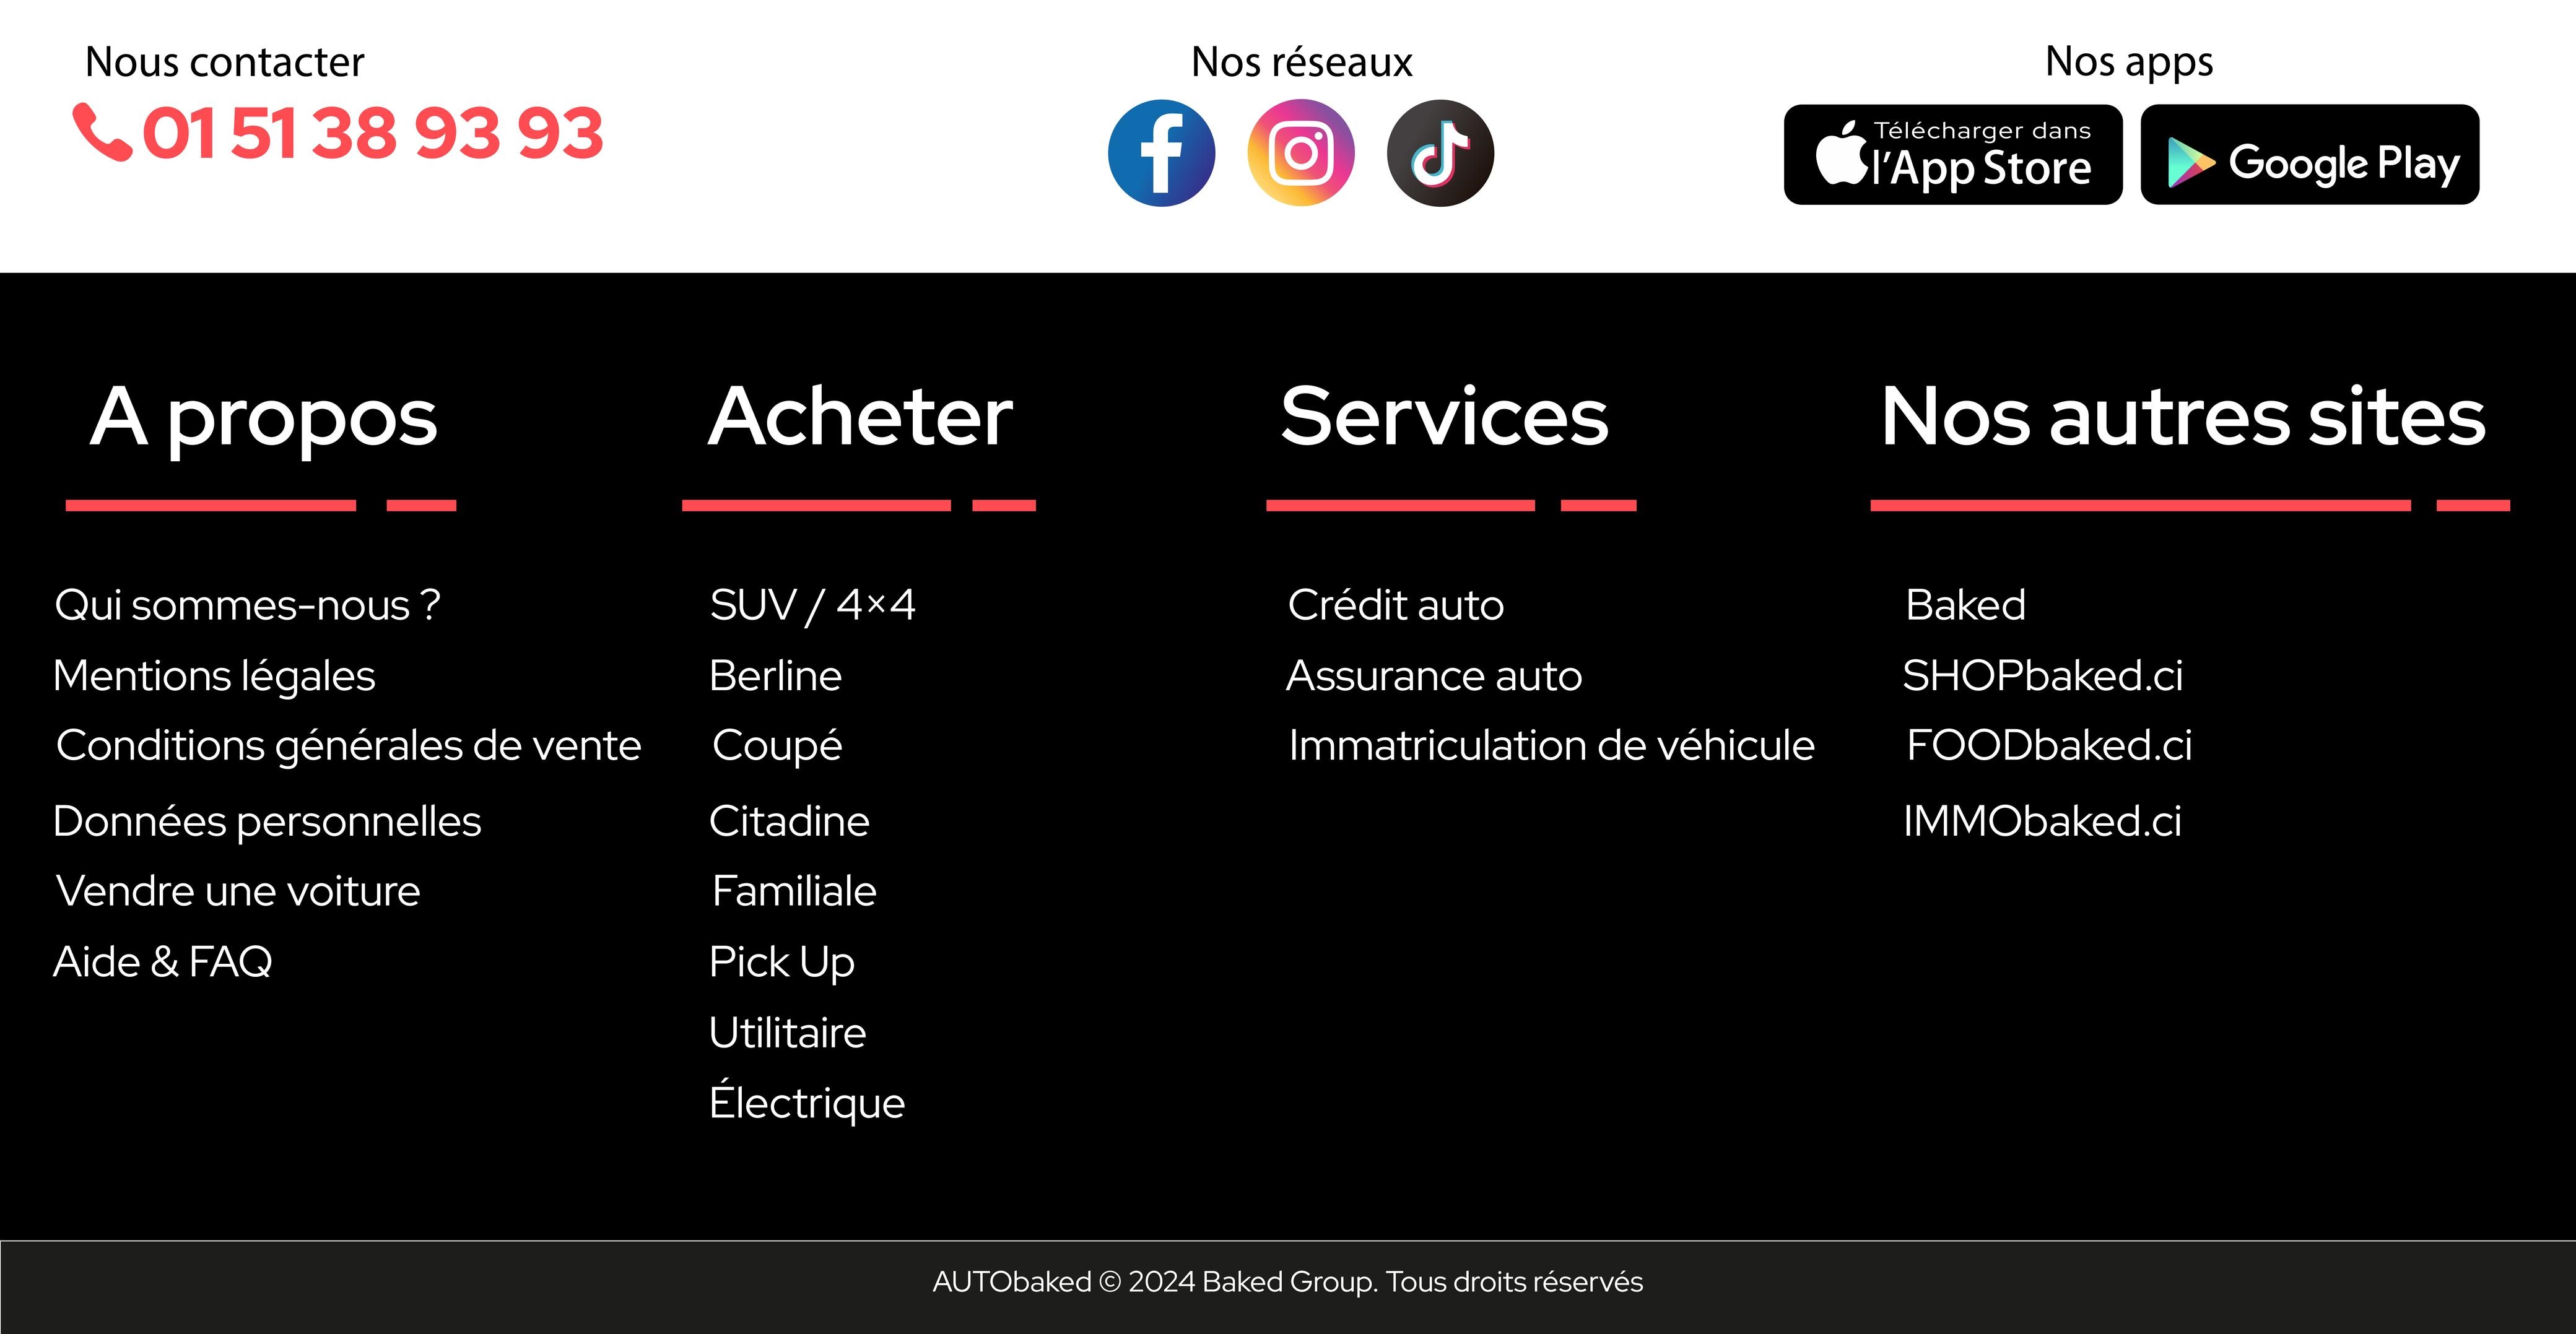 Nous contacter
01 51 38 93 93
Nos réseaux
Nos apps
Télécharger dans
l'App Store
Google Play
A propos
Qui sommes-nous ?
Mentions légales
Conditions générales de vente
Données personnelles
Vendre une voiture
Aide & FAQ
Acheter
SUV / 4×4
Berline
Coupé
Citadine
Familiale
Pick Up
Utilitaire
Électrique
Services
Crédit auto
Assurance auto
Immatriculation de véhicule
Nos autres sites
Baked
SHOPbaked.ci
FOODbaked.ci
IMMObaked.ci
AUTObaked © 2024 Baked Group. Tous droits réservés